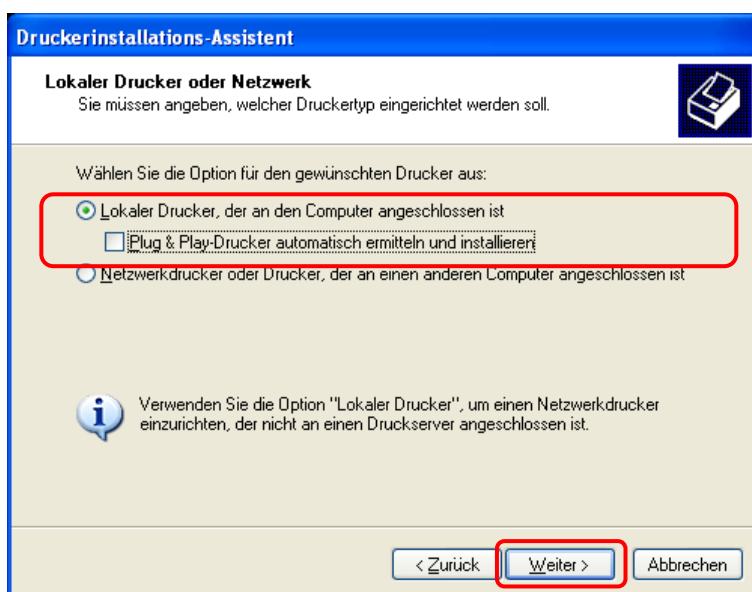 Druckerinstallations-Assistent
Lokaler Drucker oder Netzwerk
Sie müssen angeben, welcher Druckertyp eingerichtet werden soll.
Wählen Sie die Option für den gewünschten Drucker aus:
Lokaler Drucker, der an den Computer angeschlossen ist
Plug & Play-Drucker automatisch ermitteln und installieren
Netzwerkdrucker oder Drucker, der an einen anderen Computer angeschlossen ist
Verwenden Sie die Option "Lokaler Drucker", um einen Netzwerkdrucker
einzurichten, der nicht an einen Druckserver angeschlossen ist.
< Zurück Weiter > Abbrechen